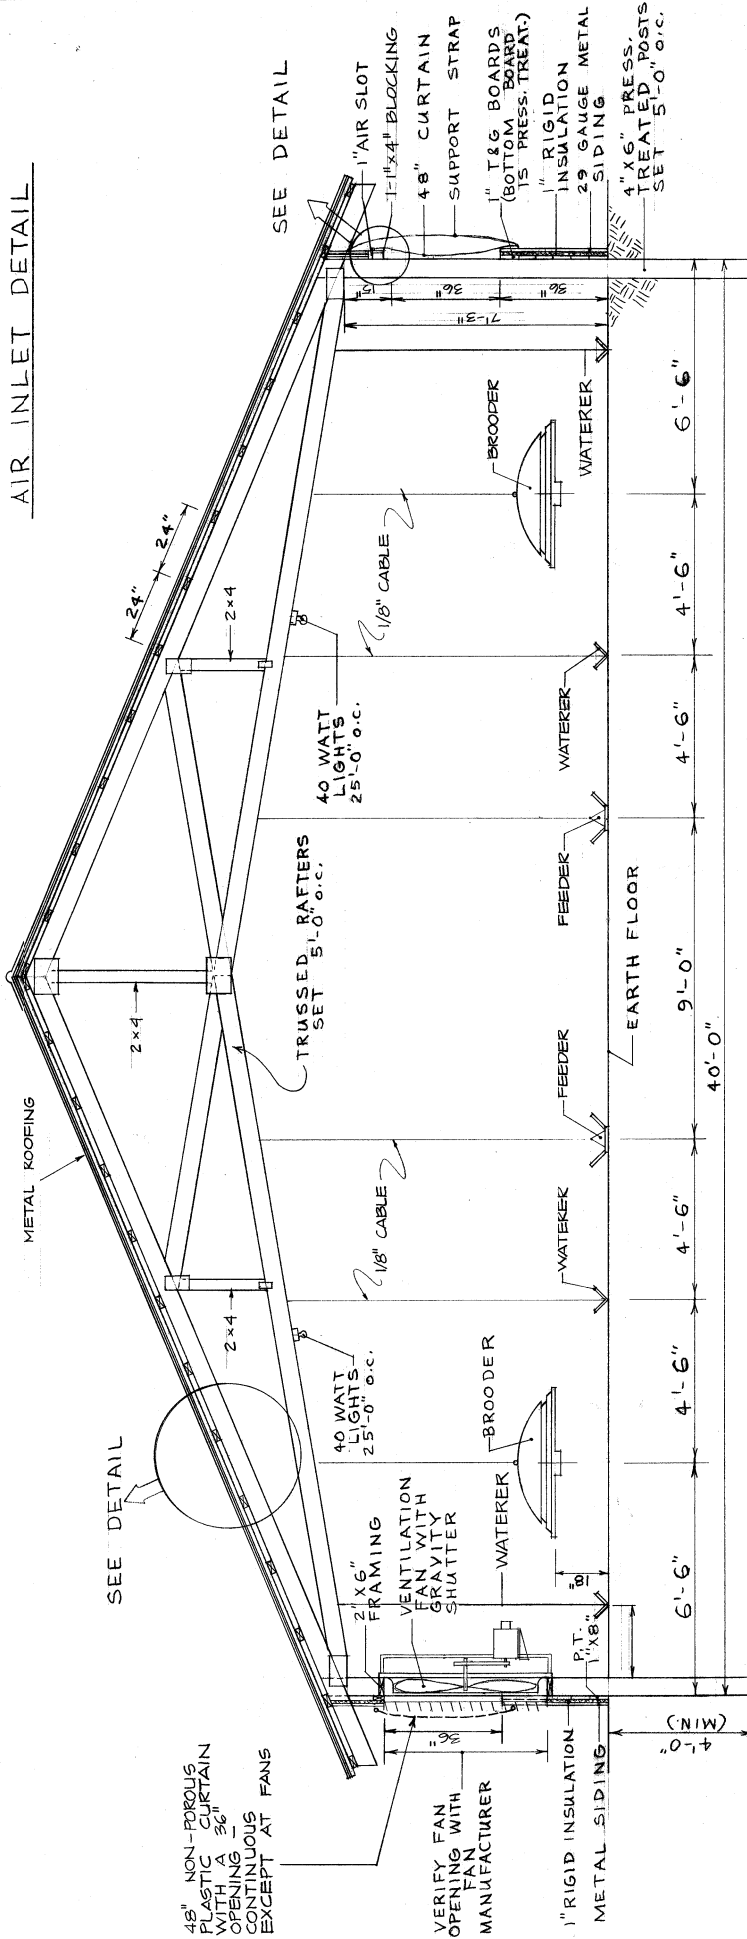 AIR INLET DETAIL
SEE DETAIL
METAL ROOFING
SEE DETAIL
24"
24"
2x4
2x4
2x4
1" AIR SLOT
1-1"x4" BLOCKING
48" CURTAIN
SUPPORT STRAP
1" T&G BOARDS
(BOTTOM BOARD
IS PRESS. TREAT.)
1" RIGID
INSULATION
29 GAUGE METAL
SIDING
4"X6" PRESS.
TREATED POSTS
SET 5'-0" o.c.
15"
36"
36"
7'-3"
48" NON-POROUS
PLASTIC CURTAIN
WITH A 36"
OPENING -
CONTINUOUS
EXCEPT AT FANS
VERIFY FAN
OPENING WITH
FAN
MANUFACTURER
1" RIGID INSULATION
METAL SIDING
36"
2"X6"
FRAMING
VENTILATION
FAN WITH
GRAVITY
SHUTTER
40 WATT
LIGHTS
25'-0" o.c.
1/8" CABLE
TRUSSED RAFTERS
SET 5'-0" o.c.
40 WATT
LIGHTS
25'-0" o.c.
1/8" CABLE
WATERER
BROODER
WATERER
FEEDER
FEEDER
WATERER
BROODER
WATERER
P.T.
1"X8"
18"
EARTH FLOOR
4'-0"
(MIN.)
6'-6"
4'-6"
4'-6"
9'-0"
4'-6"
4'-6"
6'-6"
40'-0"